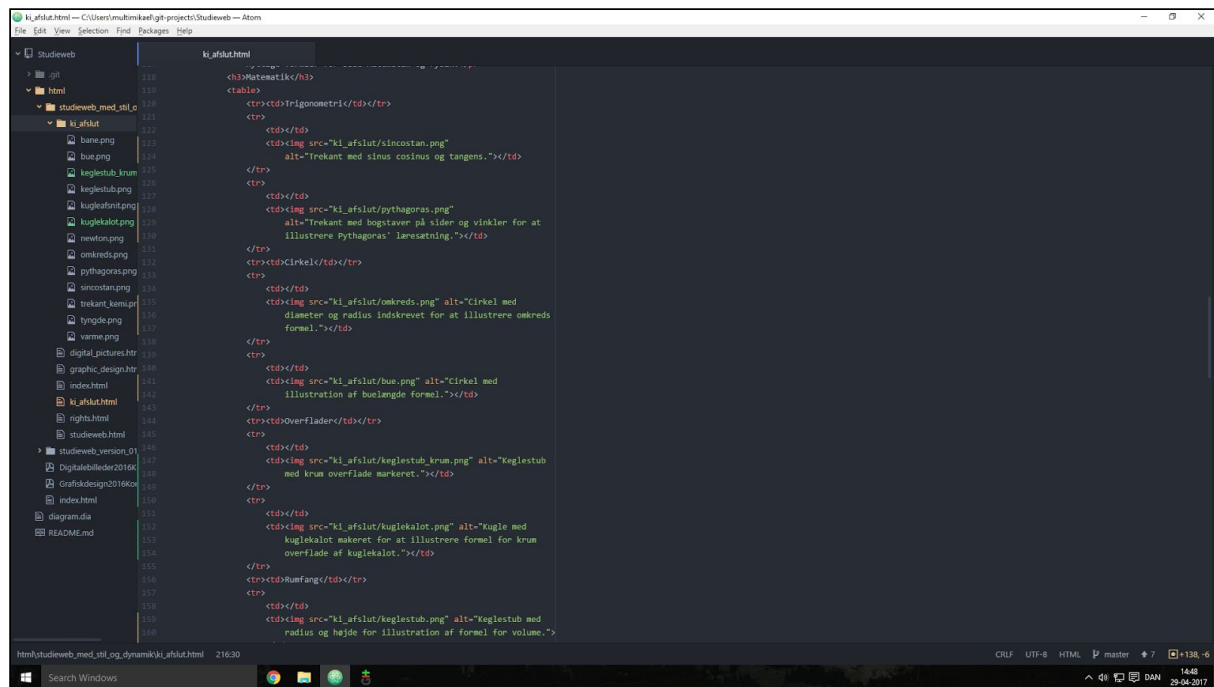 ki_afslut.html — C:\Users\multimikael\git-projects\Studieweb — Atom
File Edit View Selection Find Packages Help
Studieweb
.git
html
studieweb_med_stil_o
ki_afslut
bane.png
bue.png
keglestub_krum
keglestub.png
kugleafsnit.png
kuglekalot.png
newton.png
omkreds.png
pythagoras.png
sincostan.png
trekant_kemi.pn
tyngde.png
varme.png
digital_pictures.htr
graphic_design.htr
index.html
ki_afslut.html
rights.html
studieweb.html
studieweb_version_01
Digitalebilleder2016K
Grafiskdesign2016Kor
index.html
diagram.dia
README.md
ki_afslut.html
118 <h3>Matematik</h3>
119 <table>
120 <tr><td>Trigonometri</td></tr>
121 <tr>
122 <td></td>
123 <td><img src="ki_afslut/sincostan.png"
124 alt="Trekant med sinus cosinus og tangens."></td>
125 </tr>
126 <tr>
127 <td></td>
128 <td><img src="ki_afslut/pythagoras.png"
129 alt="Trekant med bogstaver på sider og vinkler for at
130 illustrere Pythagoras' læresætning."></td>
131 </tr>
132 <tr><td>Cirkel</td></tr>
133 <tr>
134 <td></td>
135 <td><img src="ki_afslut/omkreds.png" alt="Cirkel med
136 diameter og radius indskrevet for at illustrere omkreds
137 formel."></td>
138 </tr>
139 <tr>
140 <td></td>
141 <td><img src="ki_afslut/bue.png" alt="Cirkel med
142 illustration af buelængde formel."></td>
143 </tr>
144 <tr><td>Overflader</td></tr>
145 <tr>
146 <td></td>
147 <td><img src="ki_afslut/keglestub_krum.png" alt="Keglestub
148 med krum overflade markeret."></td>
149 </tr>
150 <tr>
151 <td></td>
152 <td><img src="ki_afslut/kuglekalot.png" alt="Kugle med
153 kuglekalot makeret for at illustrere formel for krum
154 overflade af kuglekalot."></td>
155 </tr>
156 <tr><td>Rumfang</td></tr>
157 <tr>
158 <td></td>
159 <td><img src="ki_afslut/keglestub.png" alt="Keglestub med
160 radius og højde for illustration af formel for volume.">
html\studieweb_med_stil_og_dynamik\ki_afslut.html 216:30
CRLF UTF-8 HTML master 7 +138, -6
Search Windows
DAN
14:48
29-04-2017